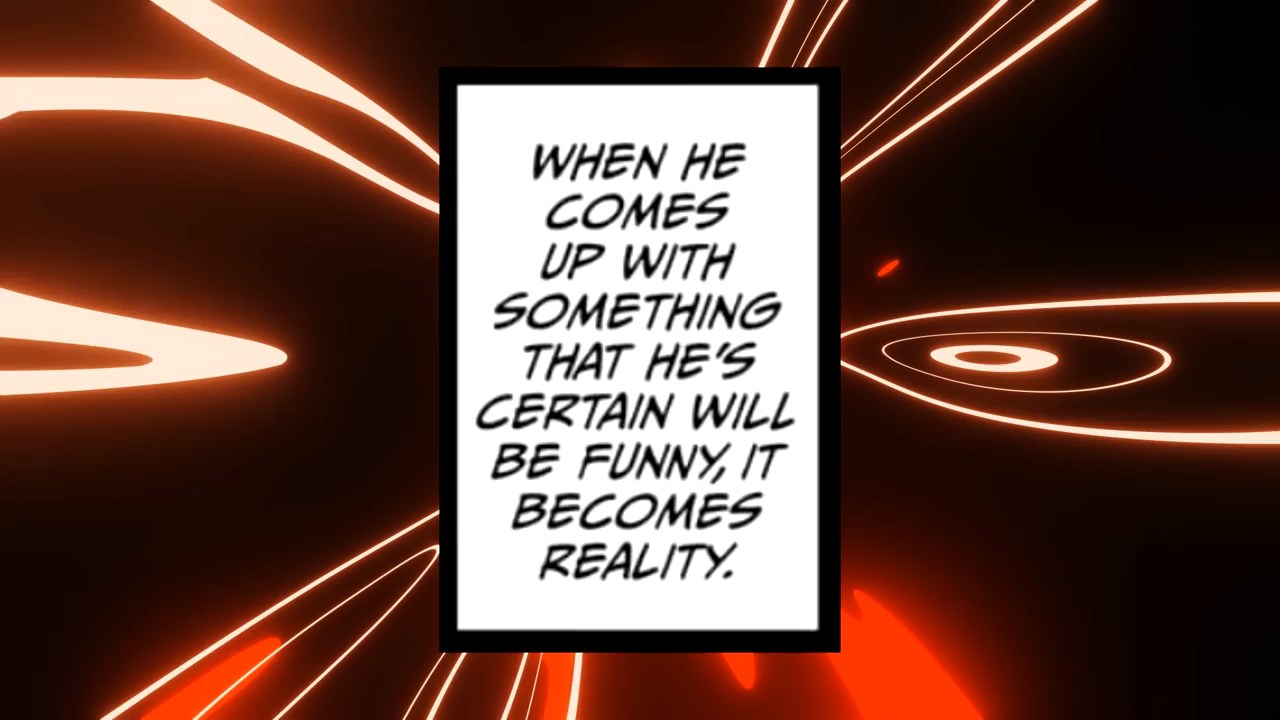 WHEN HE
COMES
UP WITH
SOMETHING
THAT HE'S
CERTAIN WILL
BE FUNNY, IT
BECOMES
REALITY.